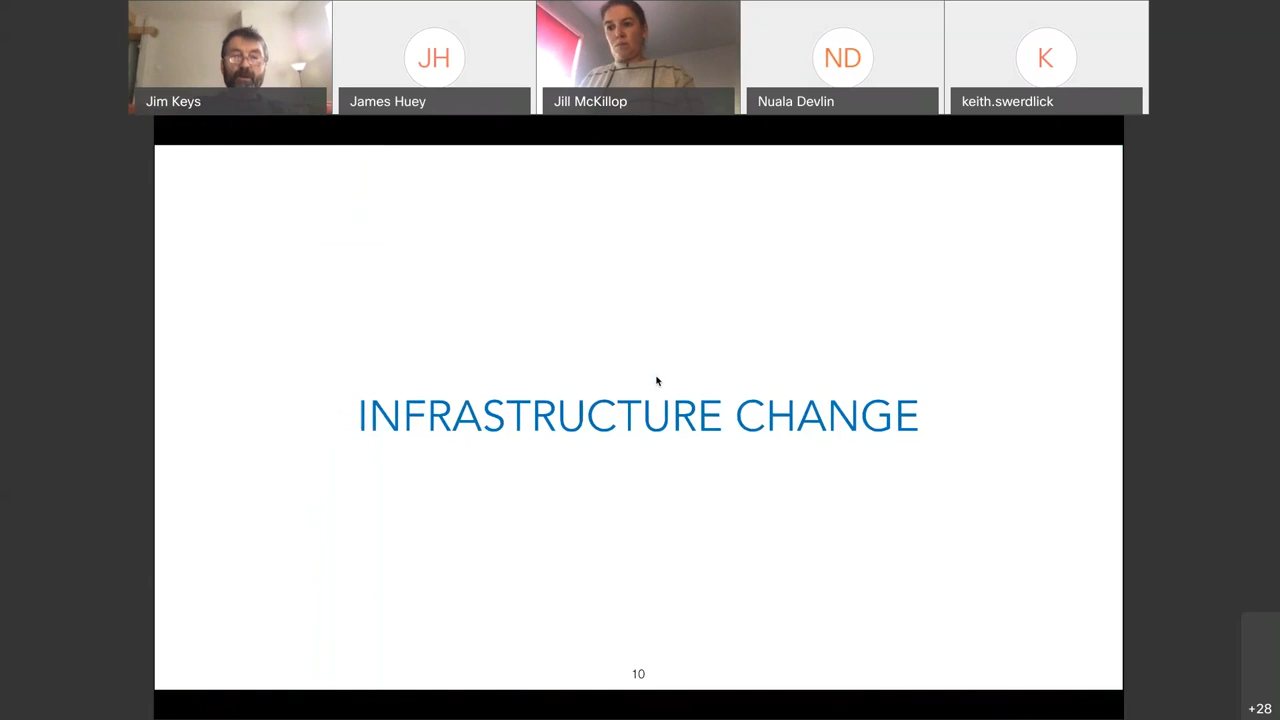 JH
ND
K
Jim Keys
James Huey
Jill McKillop
Nuala Devlin
keith.swerdlick
INFRASTRUCTURE CHANGE
10
+28